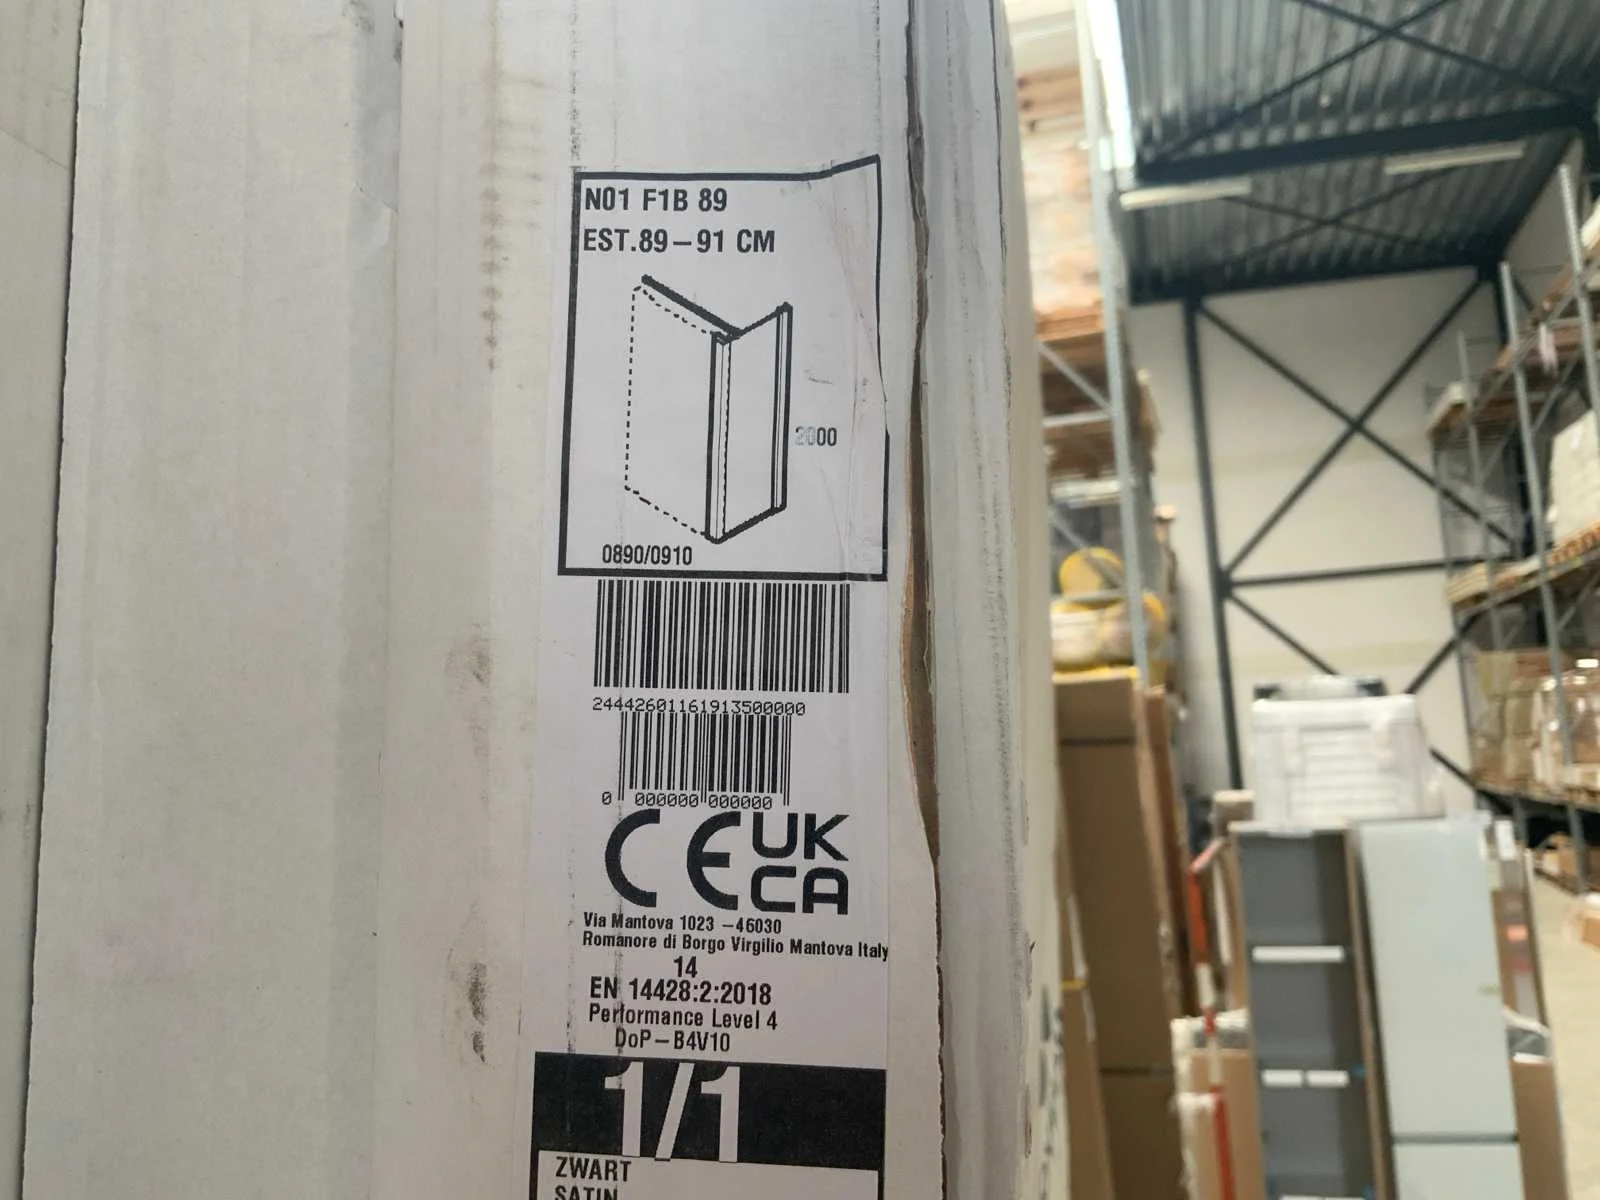 N01 F1B 89
EST.89-91 CM
2000
0890/0910
24442601161913500000
0 000000 000000
CE UK
CA
Via Mantova 1023 -46030
Romanore di Borgo Virgilio Mantova Italy
14
EN 14428:2:2018
Performance Level 4
DoP-B4V10
1/1
ZWART
SATIN